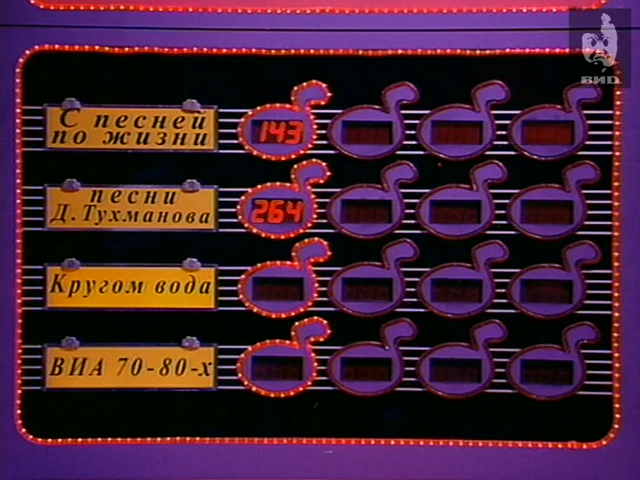 ВИD
С песней
по жизни
143
песни
Д. Тухманова
264
Кругом вода
ВИА 70-80-х